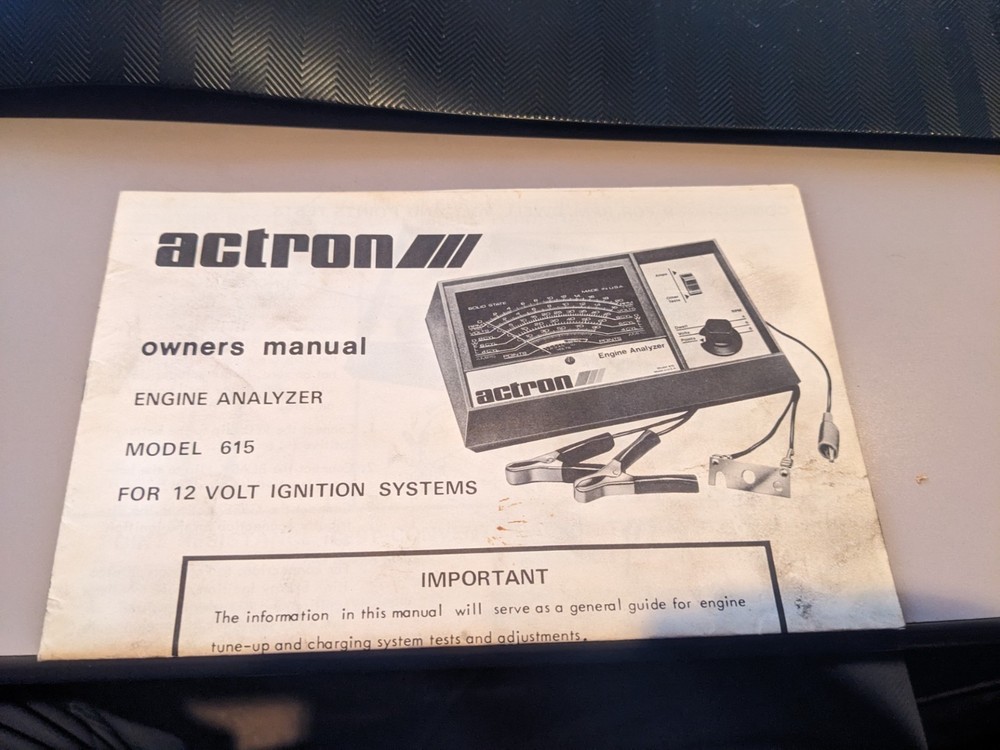 actron
owners manual
ENGINE ANALYZER
MODEL 615
FOR 12 VOLT IGNITION SYSTEMS
SOLID STATE
MADE IN U.S.A.
Engine Analyzer
actron
IMPORTANT
The information in this manual will serve as a general guide for engine
tune-up and charging system tests and adjustments.